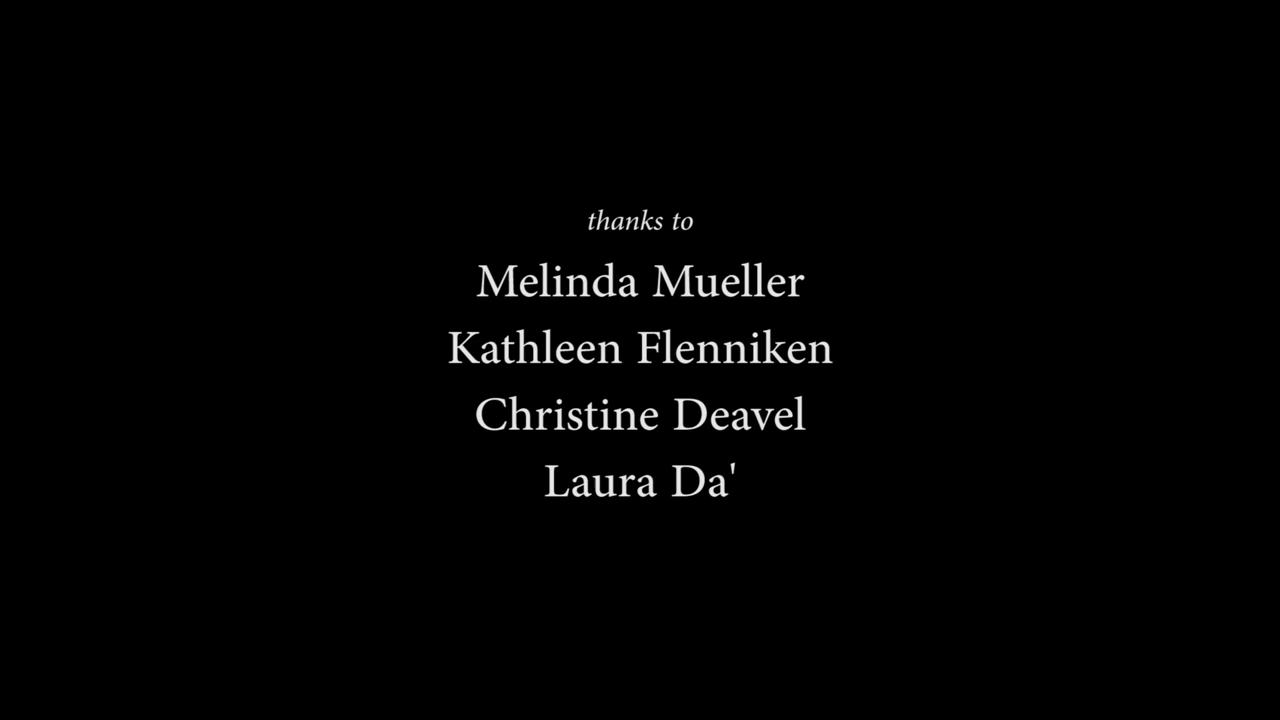 thanks to
Melinda Mueller
Kathleen Flenniken
Christine Deavel
Laura Da'